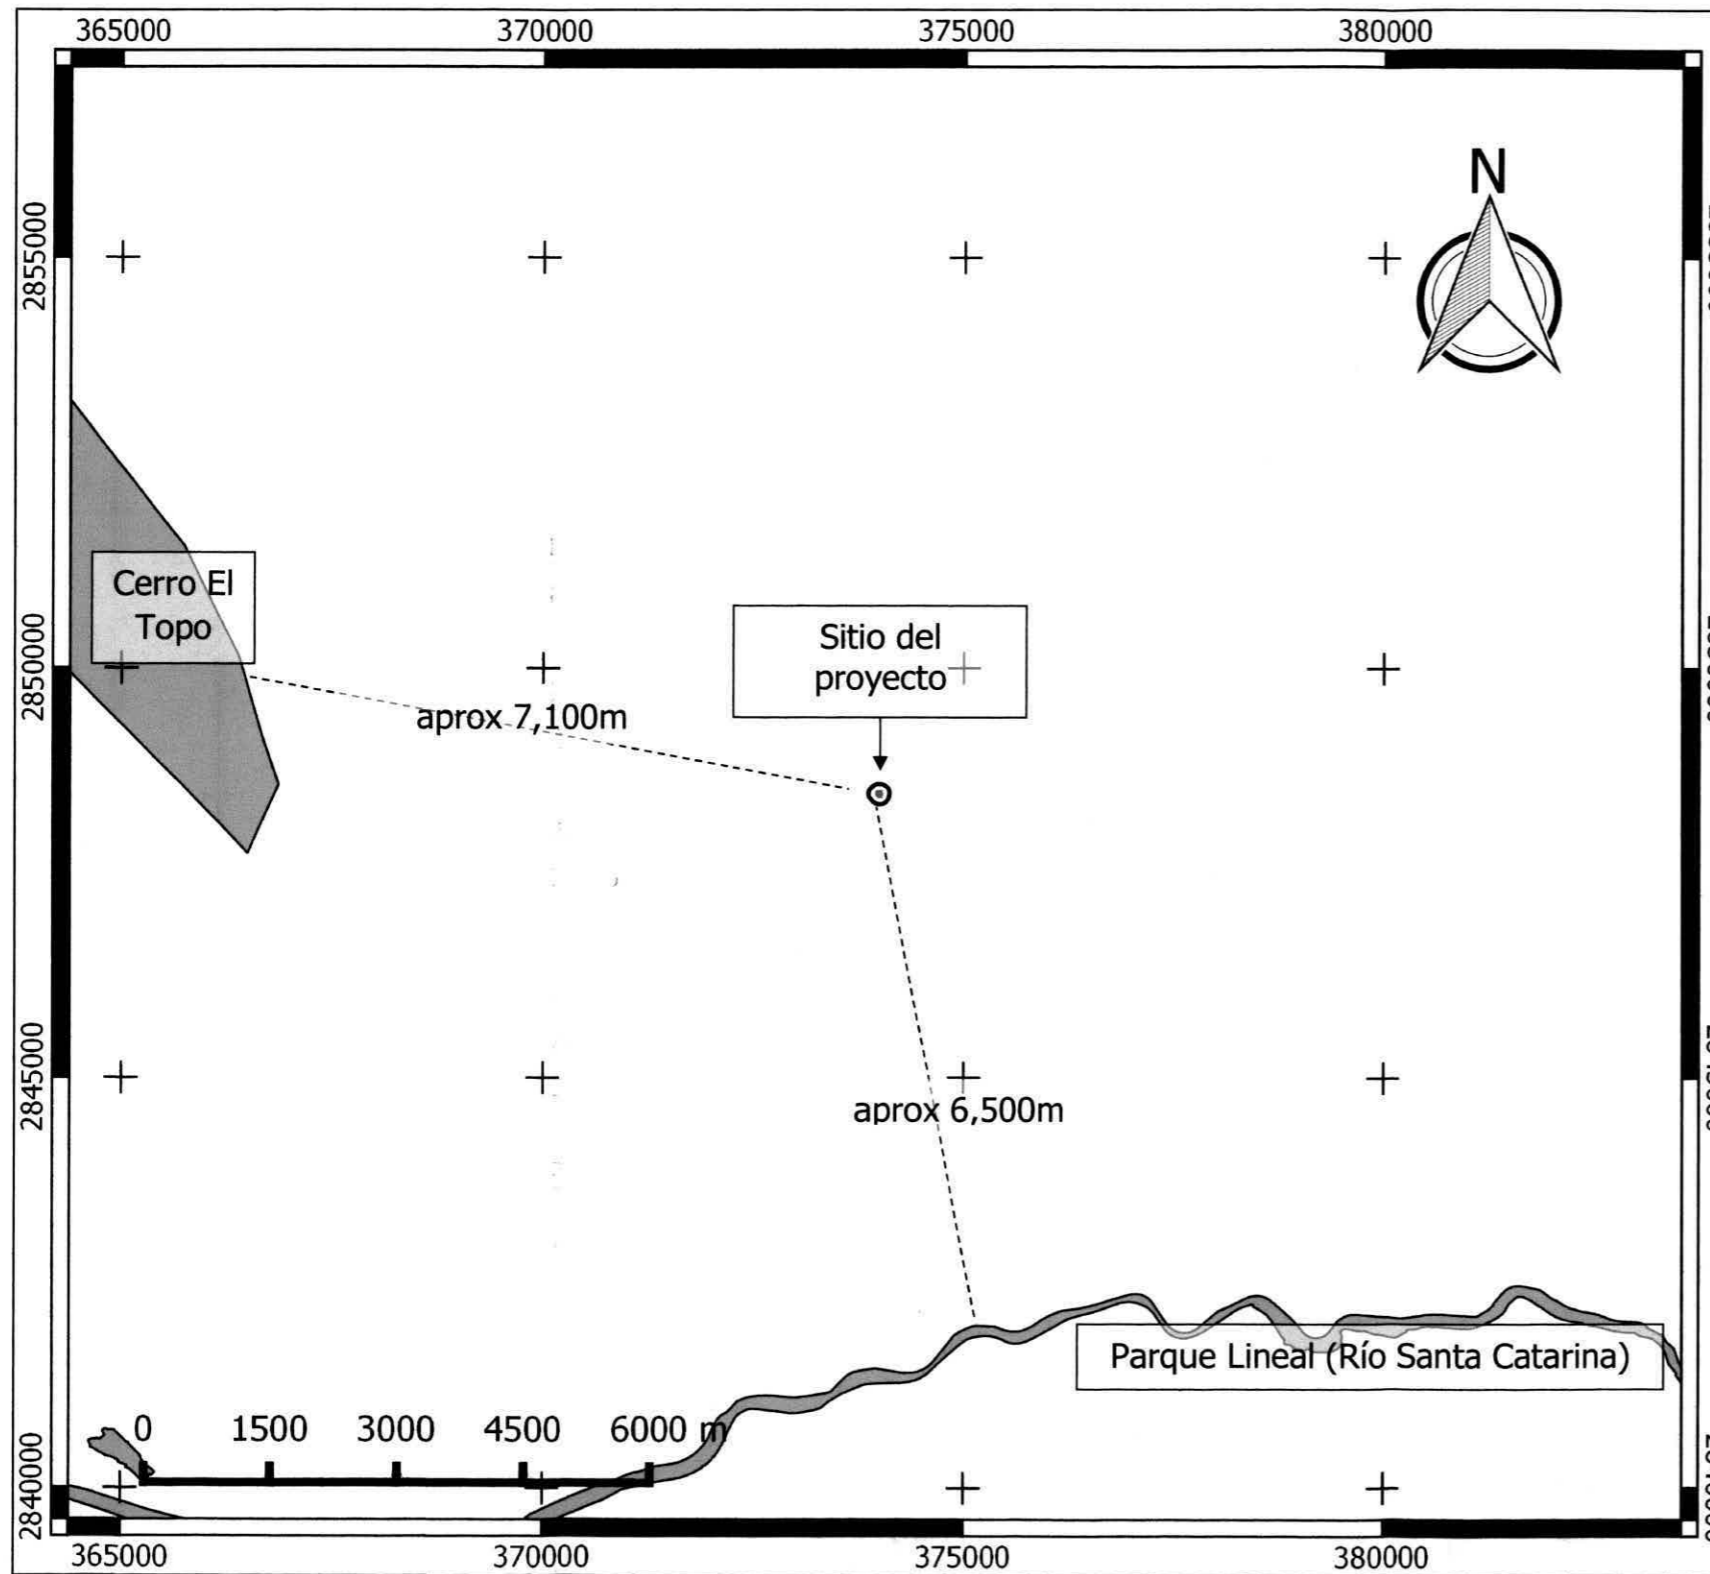 365000 370000 375000 380000
N
2855000
Cerro El
Topo
Sitio del
proyecto
2850000
aprox 7,100m
2845000
aprox 6,500m
Parque Lineal (Río Santa Catarina)
0 1500 3000 4500 6000 m
2840000
365000 370000 375000 380000